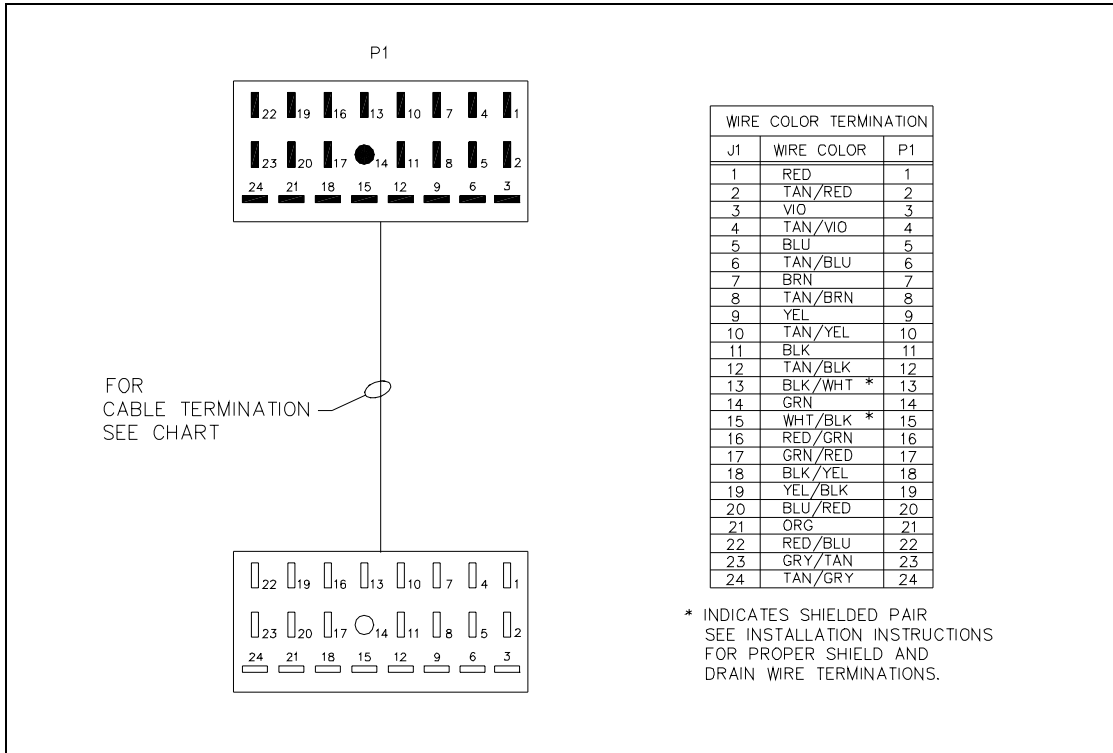 P1
22 19 16 13 10 7 4 1
23 20 17 14 11 8 5 2
24 21 18 15 12 9 6 3
FOR
CABLE TERMINATION
SEE CHART
22 19 16 13 10 7 4 1
23 20 17 14 11 8 5 2
24 21 18 15 12 9 6 3
WIRE COLOR TERMINATION
J1 WIRE COLOR P1
1 RED 1
2 TAN/RED 2
3 VIO 3
4 TAN/VIO 4
5 BLU 5
6 TAN/BLU 6
7 BRN 7
8 TAN/BRN 8
9 YEL 9
10 TAN/YEL 10
11 BLK 11
12 TAN/BLK 12
13 BLK/WHT * 13
14 GRN 14
15 WHT/BLK * 15
16 RED/GRN 16
17 GRN/RED 17
18 BLK/YEL 18
19 YEL/BLK 19
20 BLU/RED 20
21 ORG 21
22 RED/BLU 22
23 GRY/TAN 23
24 TAN/GRY 24
* INDICATES SHIELDED PAIR
SEE INSTALLATION INSTRUCTIONS
FOR PROPER SHIELD AND
DRAIN WIRE TERMINATIONS.